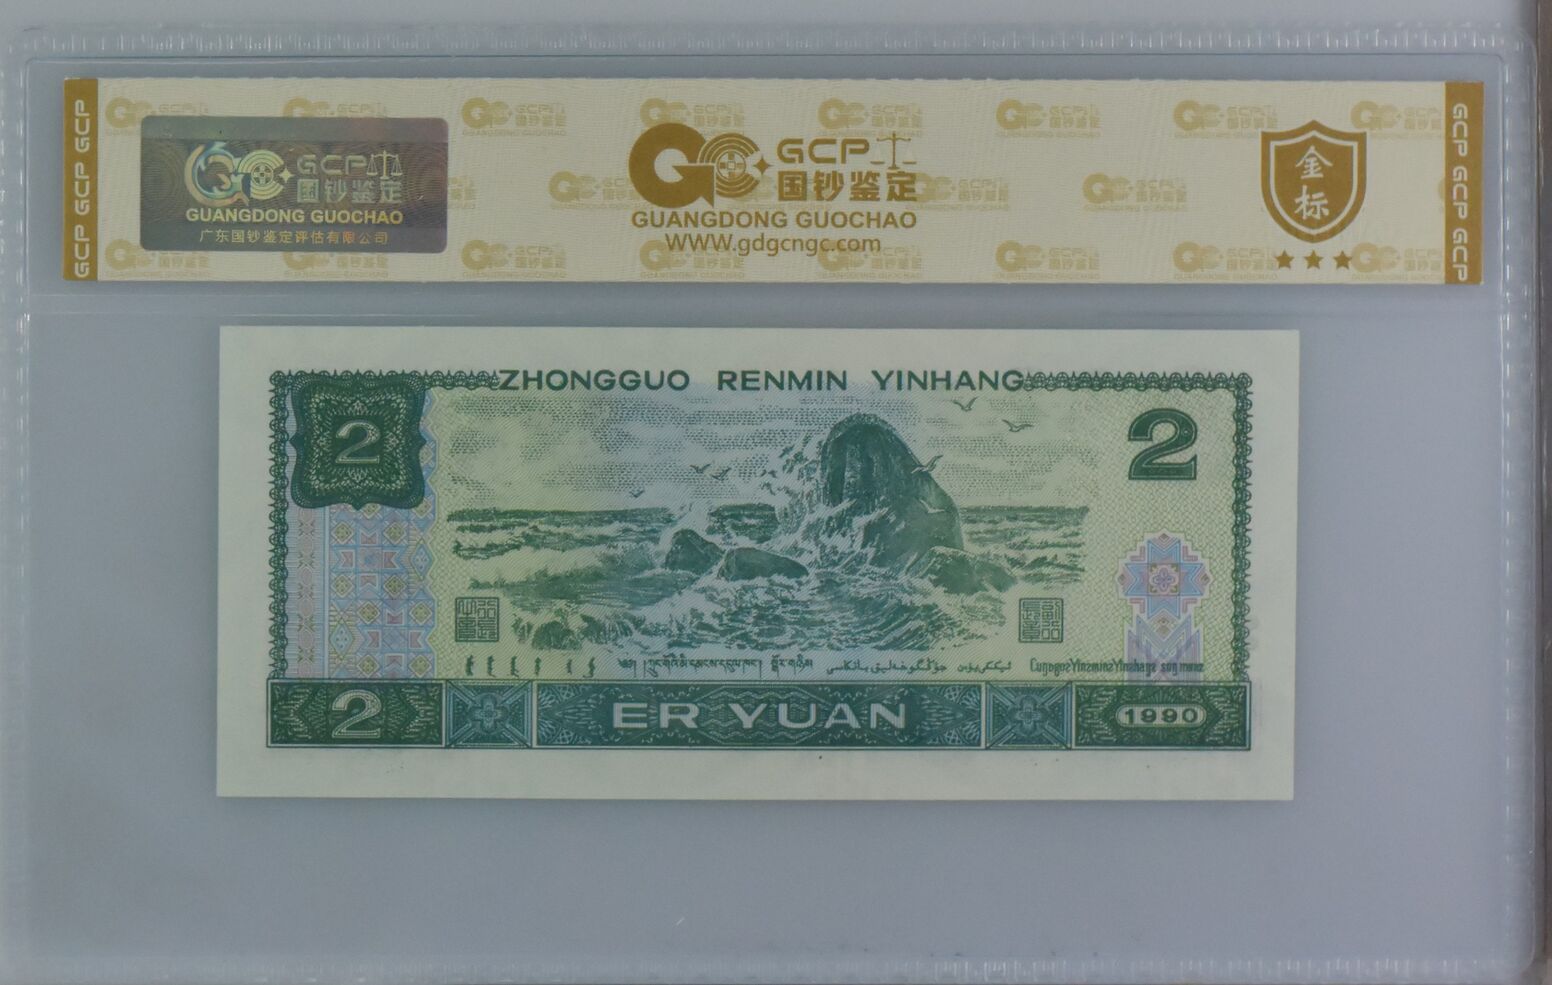 GCP GCP GCP
GCP
国钞鉴定
GUANGDONG GUOCHAO
广东国钞鉴定评估有限公司
GCP
国钞鉴定
GUANGDONG GUOCHAO
WWW.gdgcngc.com
金标
GCP GCP GCP
ZHONGGUO RENMIN YINHANG
2
2
2
ER YUAN
1990